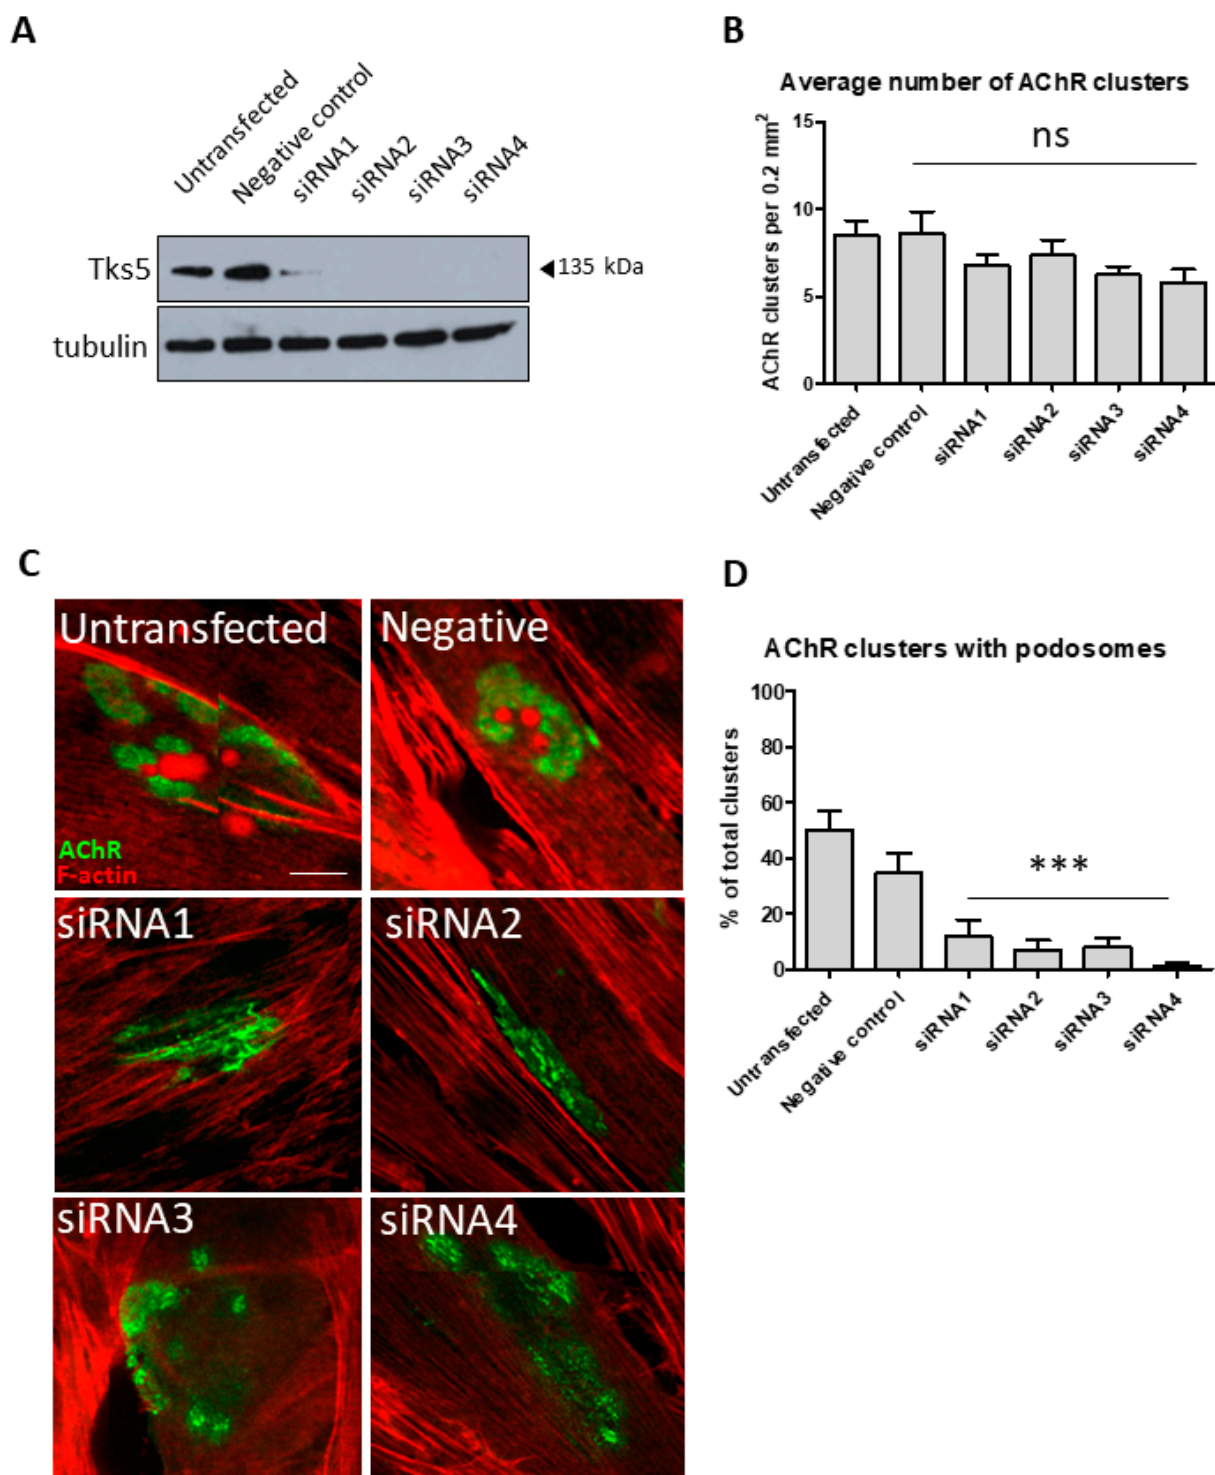 A
Untransfected
Negative control
siRNA1
siRNA2
siRNA3
siRNA4
Tks5
135 kDa
tubulin
B
Average number of AChR clusters
AChR clusters per 0.2 mm²
15
10
5
0
ns
Untransfected
Negative control
siRNA1
siRNA2
siRNA3
siRNA4
C
Untransfected
Negative
AChR
F-actin
siRNA1
siRNA2
siRNA3
siRNA4
D
AChR clusters with podosomes
% of total clusters
100
80
60
40
20
0
***
Untransfected
Negative control
siRNA1
siRNA2
siRNA3
siRNA4